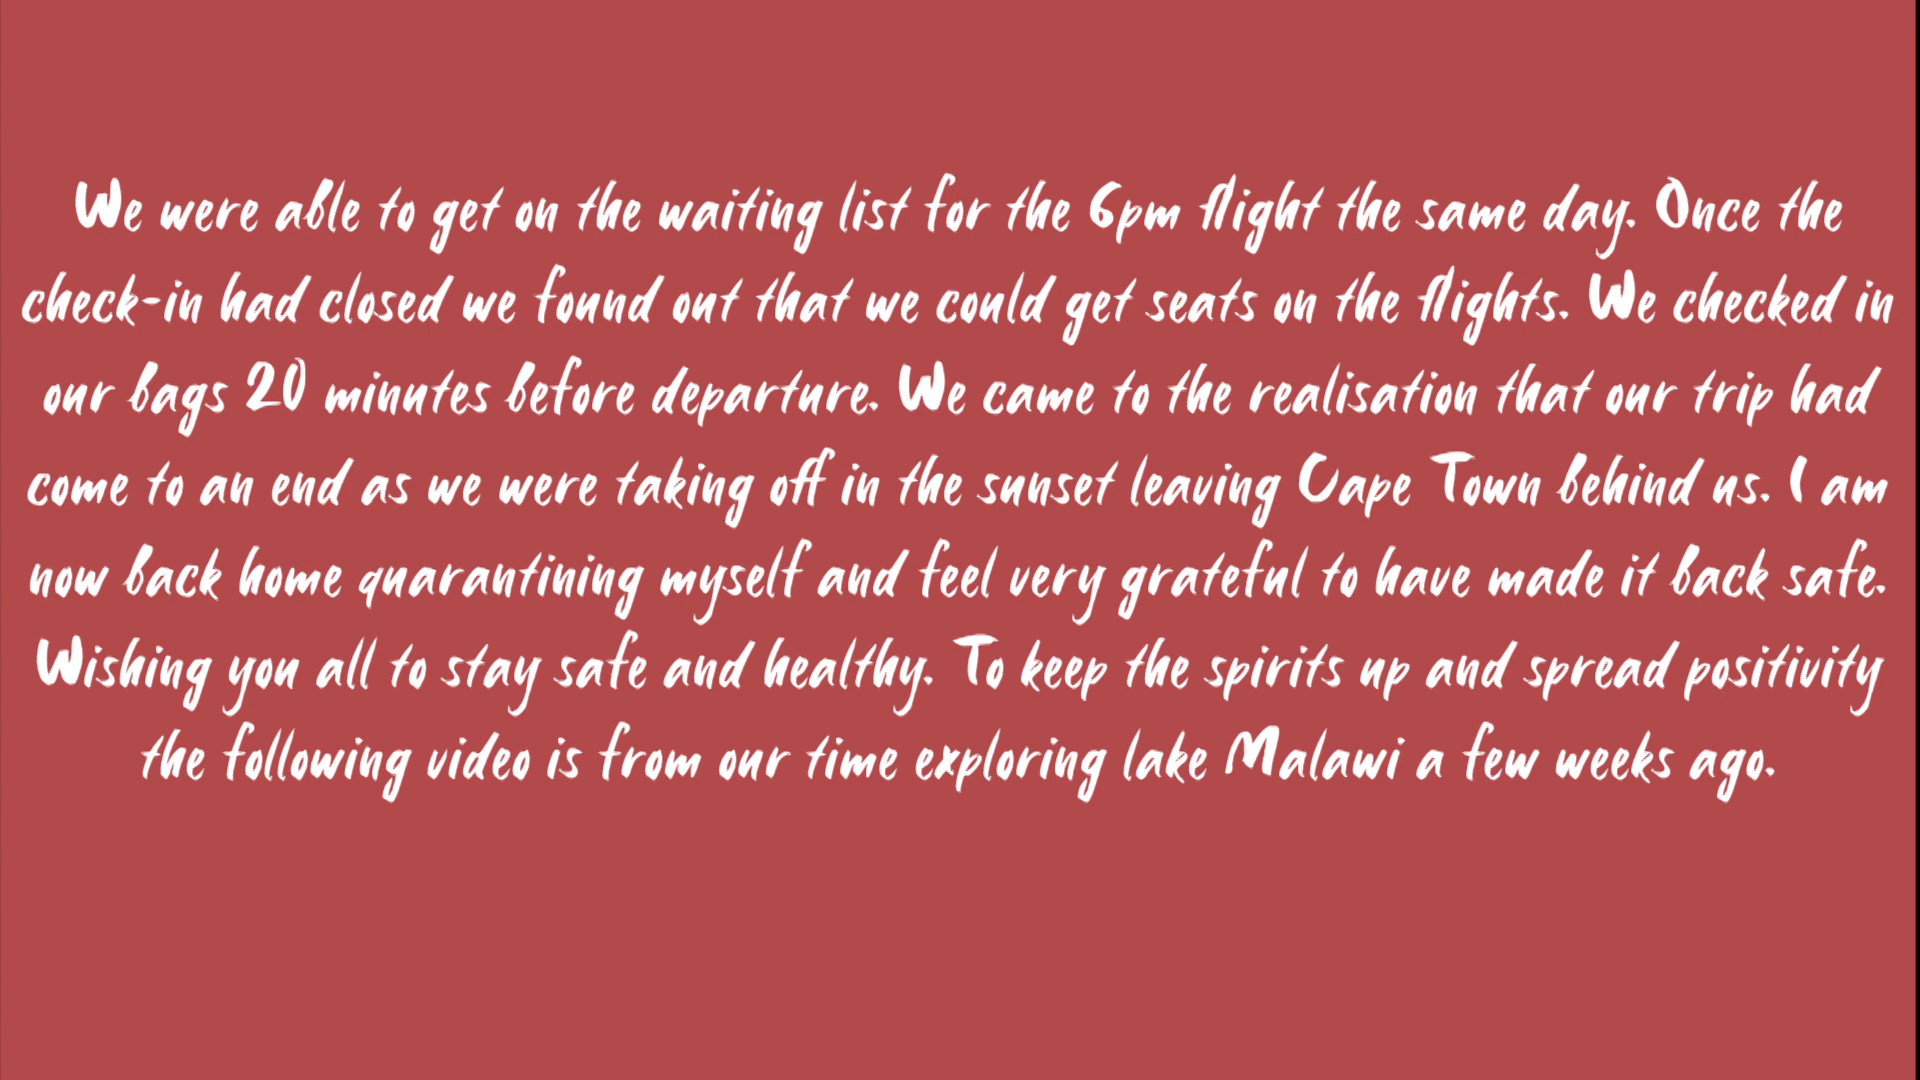 We were able to get on the waiting list for the 6pm flight the same day. Once the
check-in had closed we found out that we could get seats on the flights. We checked in
our bags 20 minutes before departure. We came to the realisation that our trip had
come to an end as we were taking off in the sunset leaving Cape Town behind us. I am
now back home quarantining myself and feel very grateful to have made it back safe.
Wishing you all to stay safe and healthy. To keep the spirits up and spread positivity
the following video is from our time exploring lake Malawi a few weeks ago.